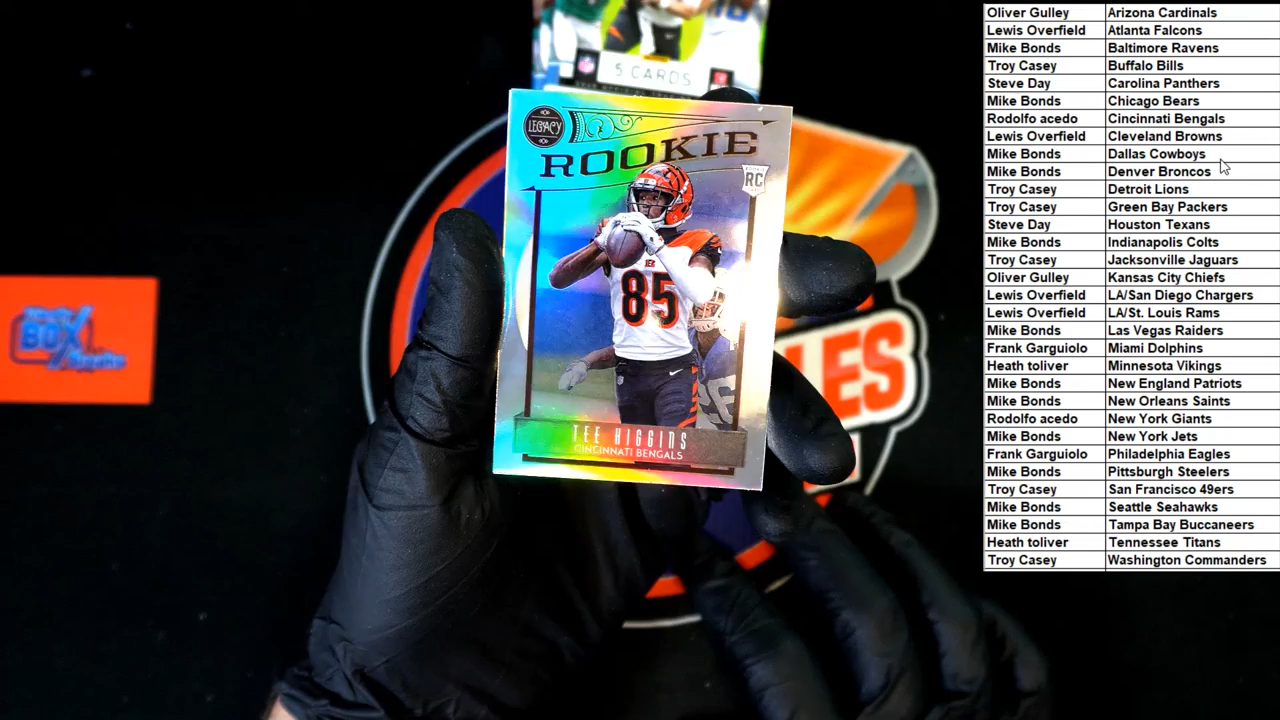 5 CARDS
LEGACY
ROOKIE
ROOKIE
RC
85
TEE HIGGINS
CINCINNATI BENGALS
BOX
LES
Oliver Gulley Arizona Cardinals
Lewis Overfield Atlanta Falcons
Mike Bonds Baltimore Ravens
Troy Casey Buffalo Bills
Steve Day Carolina Panthers
Mike Bonds Chicago Bears
Rodolfo acedo Cincinnati Bengals
Lewis Overfield Cleveland Browns
Mike Bonds Dallas Cowboys
Mike Bonds Denver Broncos
Troy Casey Detroit Lions
Troy Casey Green Bay Packers
Steve Day Houston Texans
Mike Bonds Indianapolis Colts
Troy Casey Jacksonville Jaguars
Oliver Gulley Kansas City Chiefs
Lewis Overfield LA/San Diego Chargers
Lewis Overfield LA/St. Louis Rams
Mike Bonds Las Vegas Raiders
Frank Garguiolo Miami Dolphins
Heath toliver Minnesota Vikings
Mike Bonds New England Patriots
Mike Bonds New Orleans Saints
Rodolfo acedo New York Giants
Mike Bonds New York Jets
Frank Garguiolo Philadelphia Eagles
Mike Bonds Pittsburgh Steelers
Troy Casey San Francisco 49ers
Mike Bonds Seattle Seahawks
Mike Bonds Tampa Bay Buccaneers
Heath toliver Tennessee Titans
Troy Casey Washington Commanders